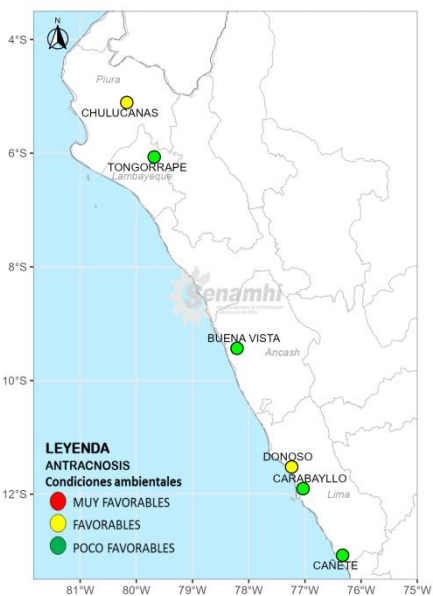 N
4°S
Piura
CHULUCANAS
6°S
TONGORRAPE
Lambayeque
8°S
Senamhi
BUENA VISTA
Ancash
10°S
LEYENDA
ANTRACNOSIS
Condiciones ambientales
MUY FAVORABLES
FAVORABLES
POCO FAVORABLES
DONOSO
CARABAYLLO
12°S
Lima
CAÑETE
81°W
80°W
79°W
78°W
77°W
76°W
75°W